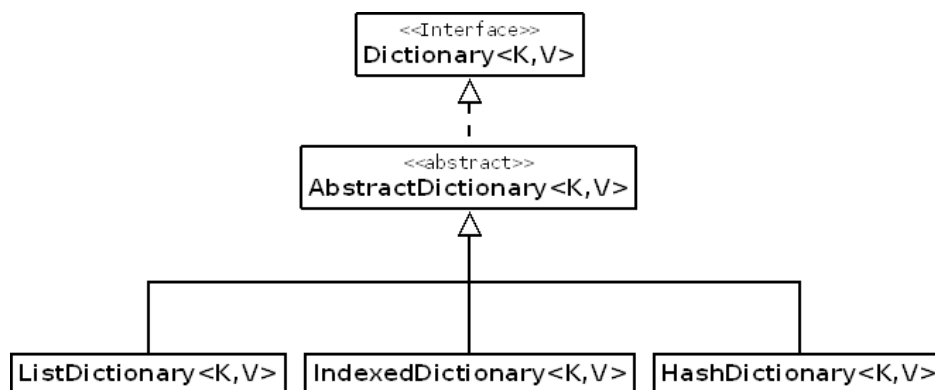 <<Interface>>
Dictionary<K,V>
<<abstract>>
AbstractDictionary<K,V>
ListDictionary<K,V>
IndexedDictionary<K,V>
HashDictionary<K,V>